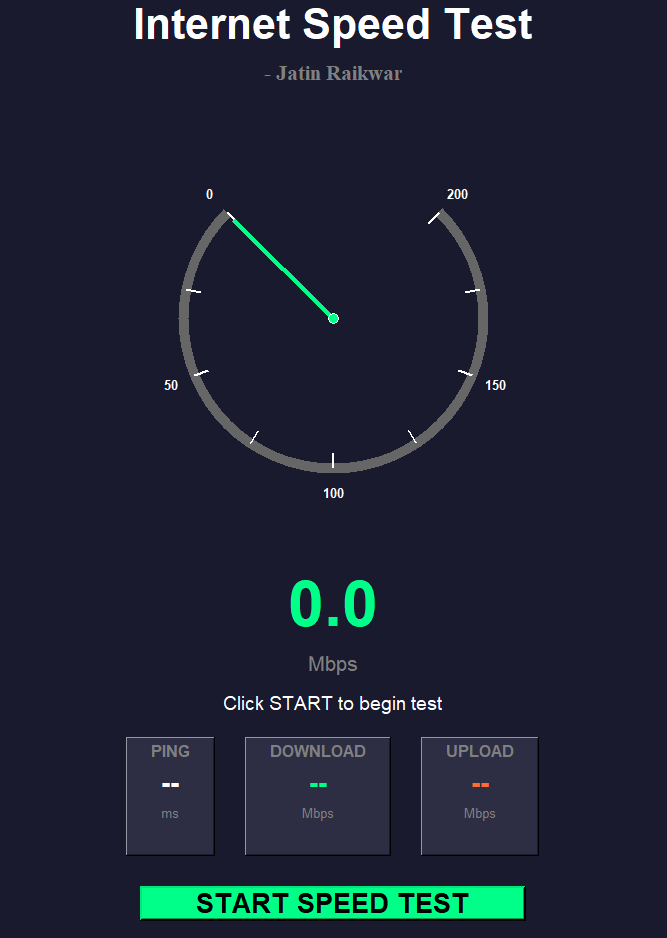 Internet Speed Test
- Jatin Raikwar
0 200
50 150
100
0.0
Mbps
Click START to begin test
PING DOWNLOAD UPLOAD
-- -- --
ms Mbps Mbps
START SPEED TEST